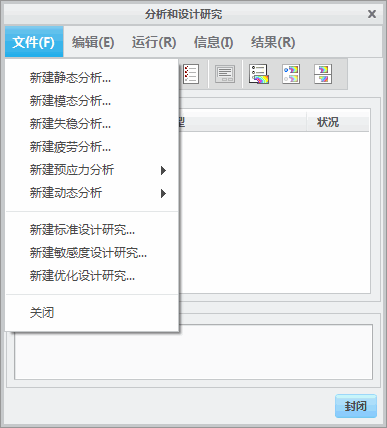 分析和设计研究
文件(F) 编辑(E) 运行(R) 信息(I) 结果(R)
新建静态分析...
新建模态分析...
新建失稳分析...
型 状况
新建疲劳分析...
新建预应力分析
新建动态分析
新建标准设计研究...
新建敏感度设计研究...
新建优化设计研究...
关闭
封闭